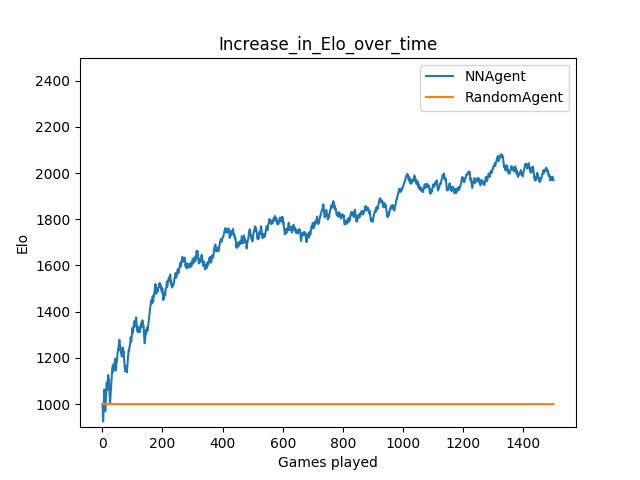 Increase_in_Elo_over_time
NNAgent
RandomAgent
2400
2200
2000
1800
1600
1400
1200
1000
Elo
0 200 400 600 800 1000 1200 1400
Games played